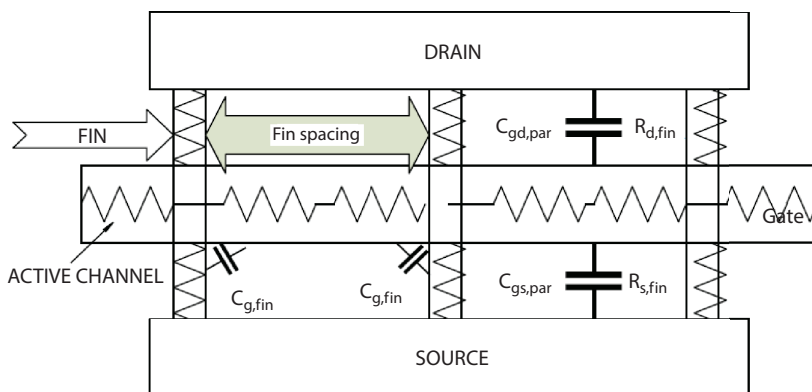 DRAIN
FIN
Fin spacing
C_gd,par
R_d,fin
Gate
ACTIVE CHANNEL
C_g,fin
C_g,fin
C_gs,par
R_s,fin
SOURCE